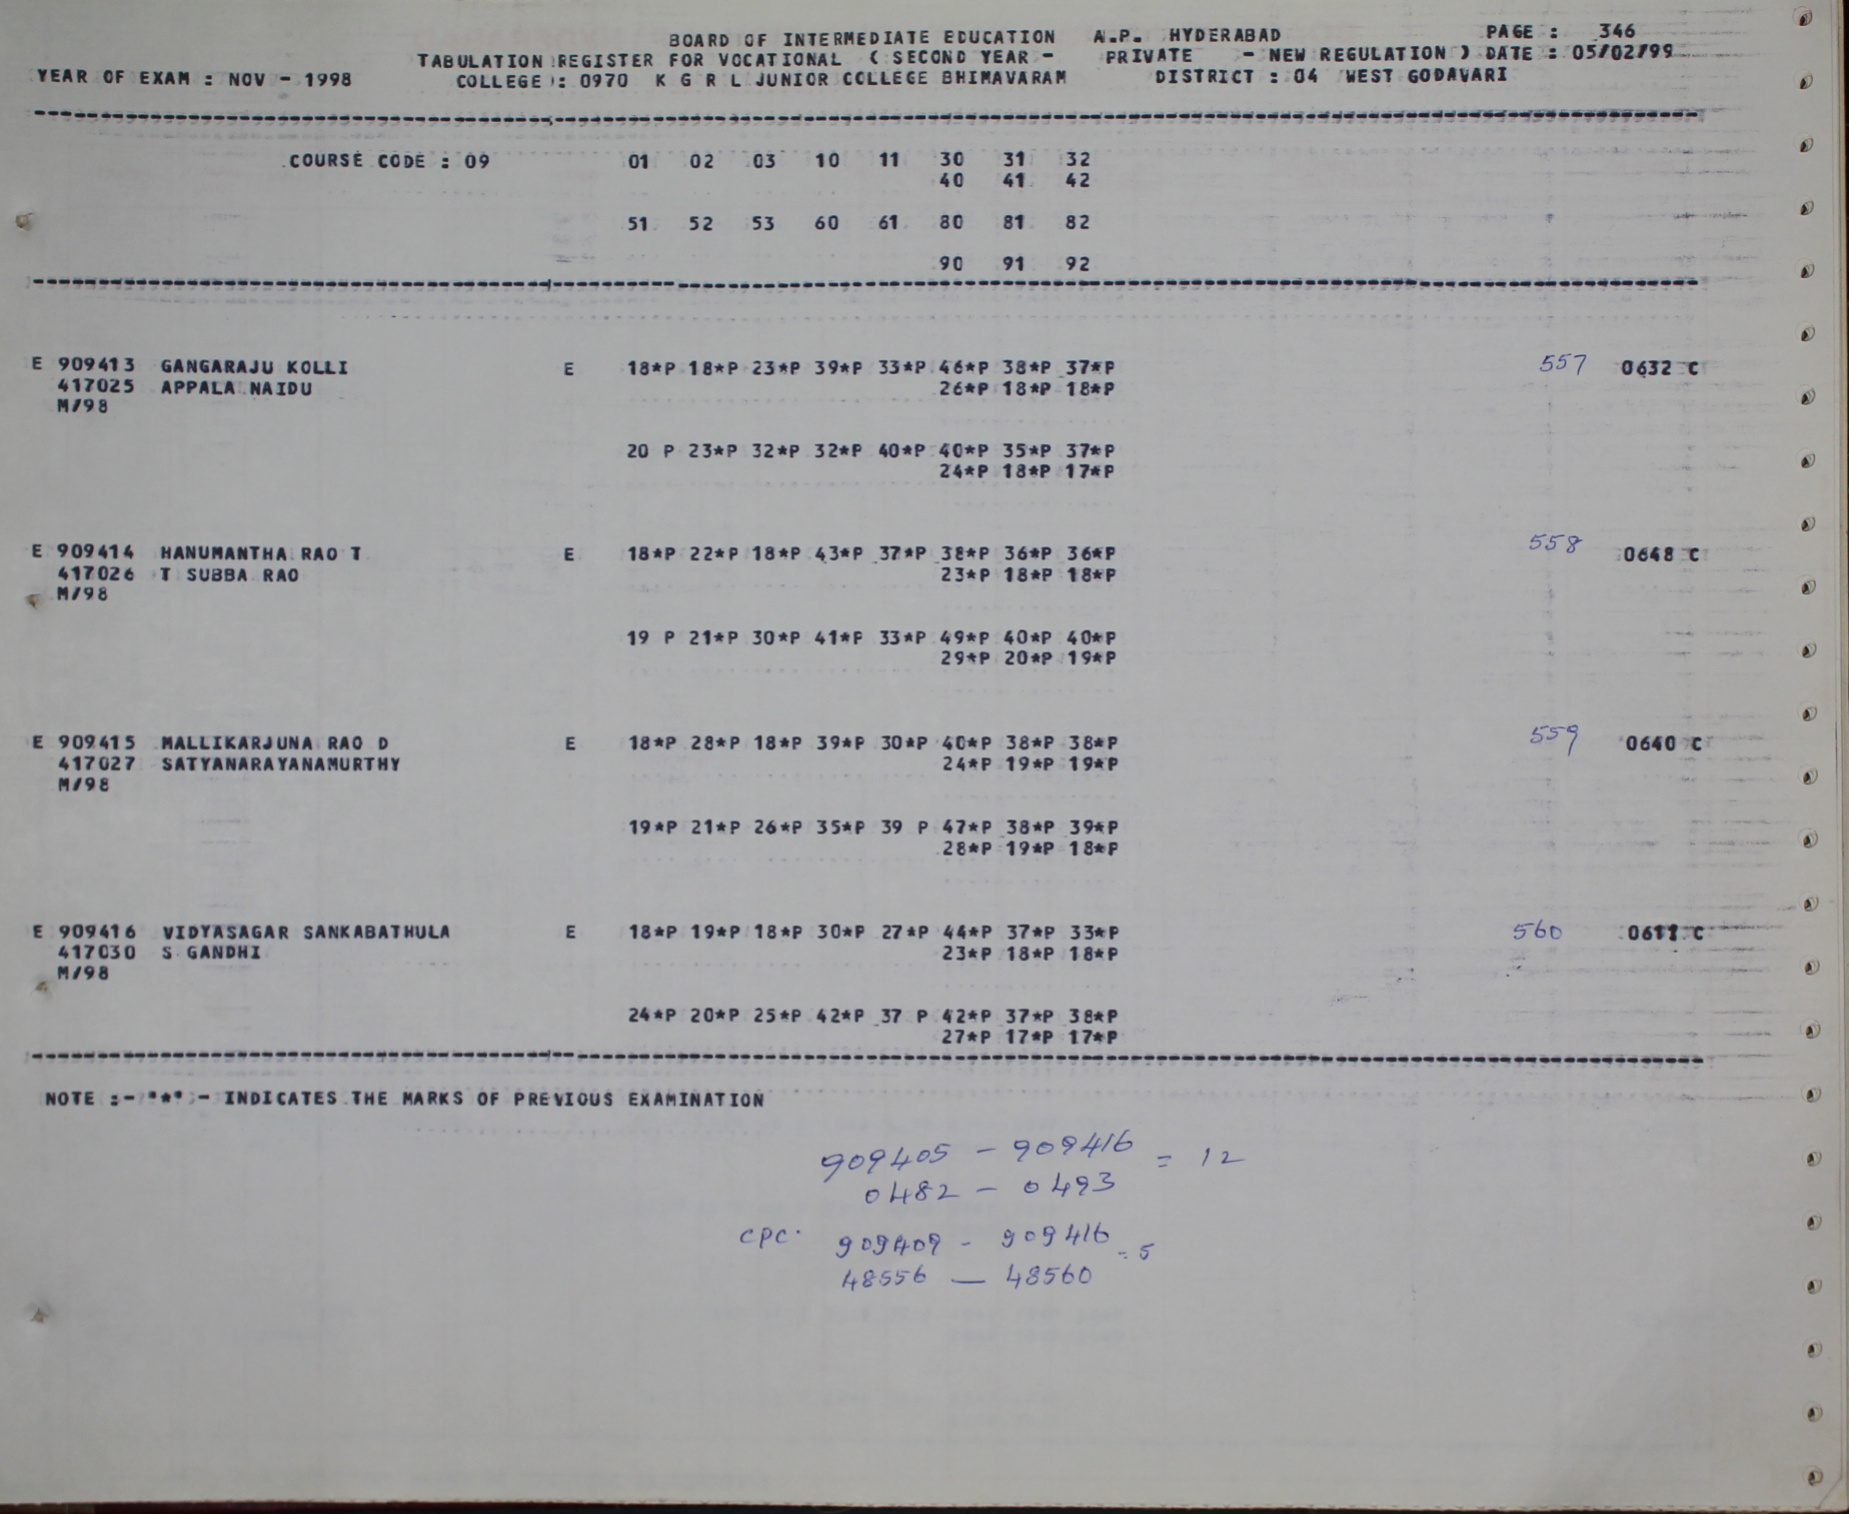 BOARD OF INTERMEDIATE EDUCATION A.P. HYDERABAD PAGE : 346
TABULATION REGISTER FOR VOCATIONAL ( SECOND YEAR - PRIVATE - NEW REGULATION ) DATE : 05/02/99
YEAR OF EXAM : NOV - 1998 COLLEGE : 0970 K G R L JUNIOR COLLEGE BHIMAVARAM DISTRICT : 04 WEST GODAVARI
COURSE CODE : 09 01 02 03 10 11 30 31 32
40 41 42
51 52 53 60 61 80 81 82
90 91 92
E 909413 GANGARAJU KOLLI E 18*P 18*P 23*P 39*P 33*P 46*P 38*P 37*P 557 0632 C
417025 APPALA NAIDU 26*P 18*P 18*P
M/98
20 P 23*P 32*P 32*P 40*P 40*P 35*P 37*P
24*P 18*P 17*P
E 909414 HANUMANTHA RAO T E 18*P 22*P 18*P 43*P 37*P 38*P 36*P 36*P 558 0648 C
417026 T SUBBA RAO 23*P 18*P 18*P
M/98
19 P 21*P 30*P 41*P 33*P 49*P 40*P 40*P
29*P 20*P 19*P
E 909415 MALLIKARJUNA RAO D E 18*P 28*P 18*P 39*P 30*P 40*P 38*P 38*P 559 0640 C
417027 SATYANARAYANAMURTHY 24*P 19*P 19*P
M/98
19*P 21*P 26*P 35*P 39 P 47*P 38*P 39*P
28*P 19*P 18*P
E 909416 VIDYASAGAR SANKABATHULA E 18*P 19*P 18*P 30*P 27*P 44*P 37*P 33*P 560 C
417030 S GANDHI 23*P 18*P 18*P
M/98
24*P 20*P 25*P 42*P 37 P 42*P 37*P 38*P
27*P 17*P 17*P
NOTE :- "*" - INDICATES THE MARKS OF PREVIOUS EXAMINATION
909405 - 909416 = 12
0482 - 0493
CPC. 909409 - 909416 = 5
48556 — 48560